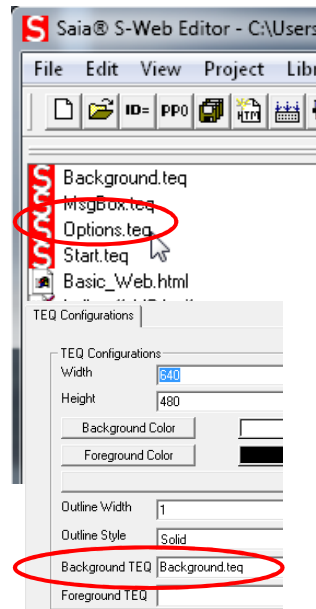 Saia® S-Web Editor - C:\Users
File Edit View Project Libr
ID= PP0 HTM
Background.teq
MsgBox.teq
Options.teq
Start.teq
Basic_Web.html
TEQ Configurations
TEQ Configurations
Width 640
Height 480
Background Color
Foreground Color
Outline Width 1
Outline Style Solid
Background TEQ Background.teq
Foreground TEQ